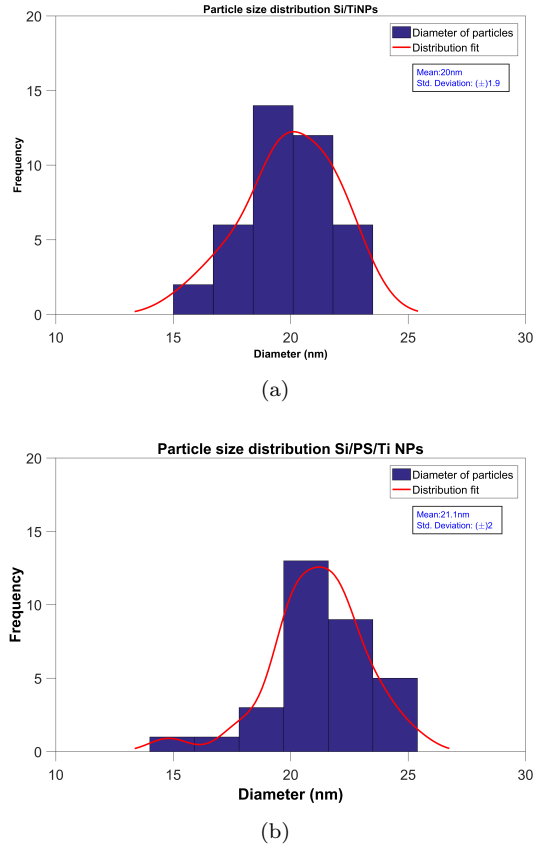 Particle size distribution Si/TiNPs
20
15
10
5
0
Frequency
Diameter of particles
Distribution fit
Mean:20nm
Std. Deviation: (±)1.9
10 15 20 25 30
Diameter (nm)
(a)
Particle size distribution Si/PS/Ti NPs
20
15
10
5
0
Frequency
Diameter of particles
Distribution fit
Mean:21.1nm
Std. Deviation: (±)2
10 15 20 25 30
Diameter (nm)
(b)